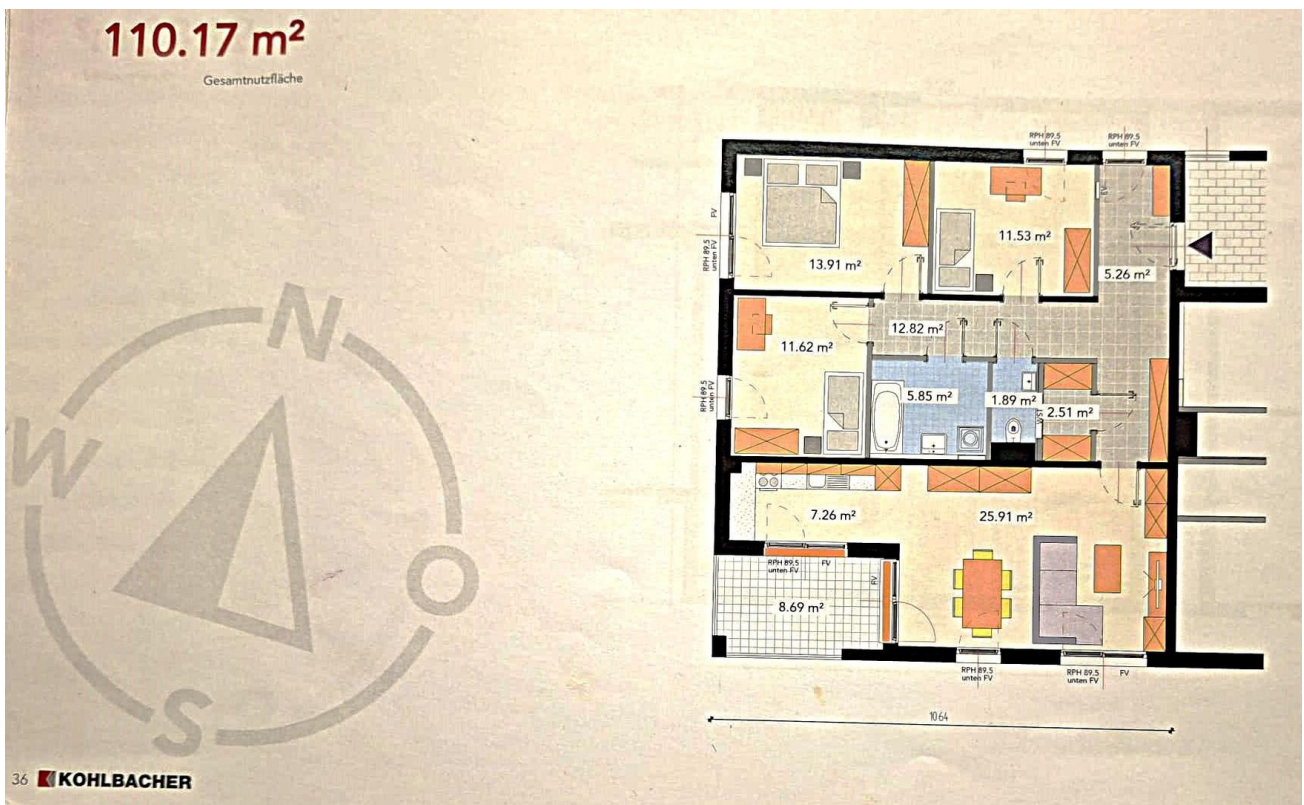 110.17 m²
Gesamtnutzfläche
RPH 89.5
unten FV
RPH 89.5
unten FV
FV
RPH 89.5
unten FV
FV
13.91 m²
11.53 m²
5.26 m²
12.82 m²
11.62 m²
RPH 89.5
unten FV
5.85 m²
1.89 m²
WST
2.51 m²
7.26 m²
25.91 m²
RPH 89.5
unten FV
FV
FV
8.69 m²
RPH 89.5
unten FV
RPH 89.5
unten FV
FV
1064
N
W
O
S
36 KOHLBACHER